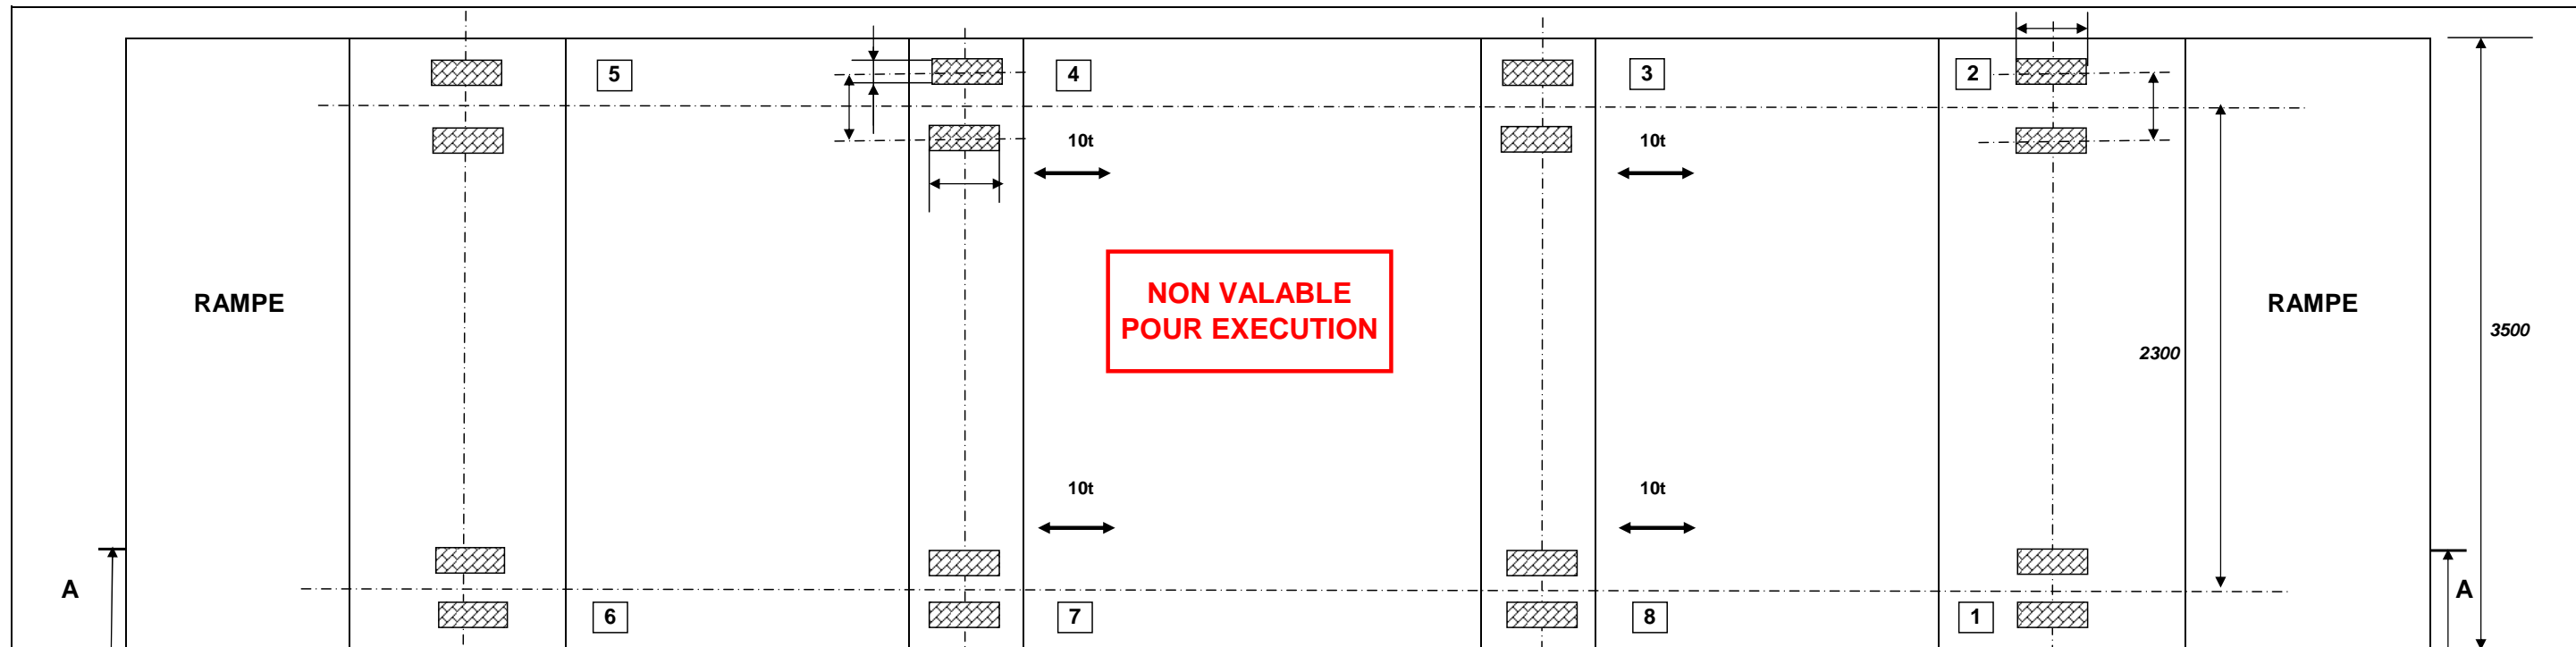 5
4
3
2
10t
10t
RAMPE
NON VALABLE
POUR EXECUTION
RAMPE
3500
2300
10t
10t
A
A
6
7
8
1